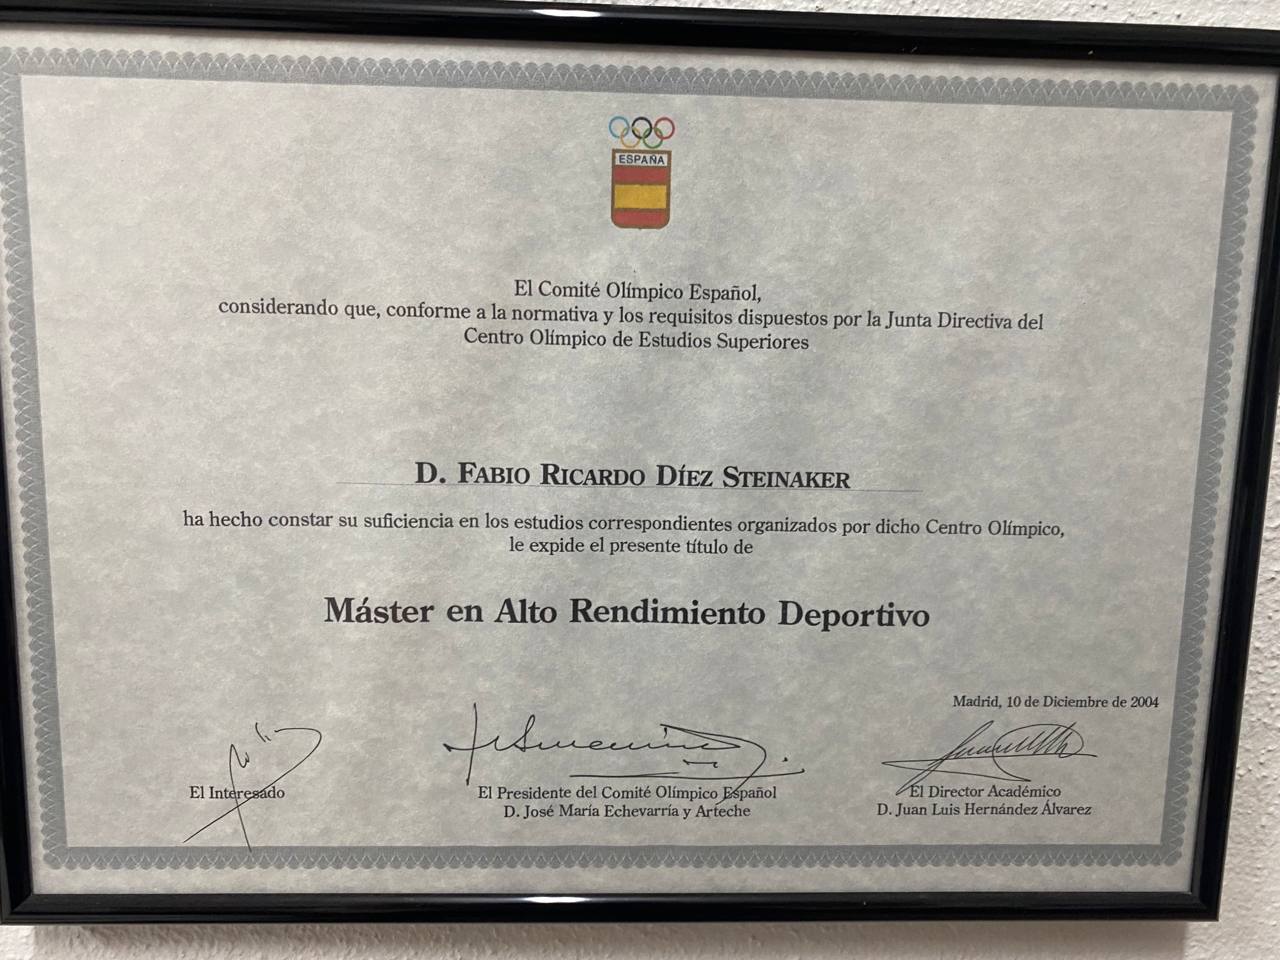 ESPAÑA
El Comité Olímpico Español,
considerando que, conforme a la normativa y los requisitos dispuestos por la Junta Directiva del
Centro Olímpico de Estudios Superiores
D. FABIO RICARDO DÍEZ STEINAKER
ha hecho constar su suficiencia en los estudios correspondientes organizados por dicho Centro Olímpico,
le expide el presente título de
Máster en Alto Rendimiento Deportivo
Madrid, 10 de Diciembre de 2004
El Interesado
El Presidente del Comité Olímpico Español
D. José María Echevarría y Arteche
El Director Académico
D. Juan Luis Hernández Álvarez